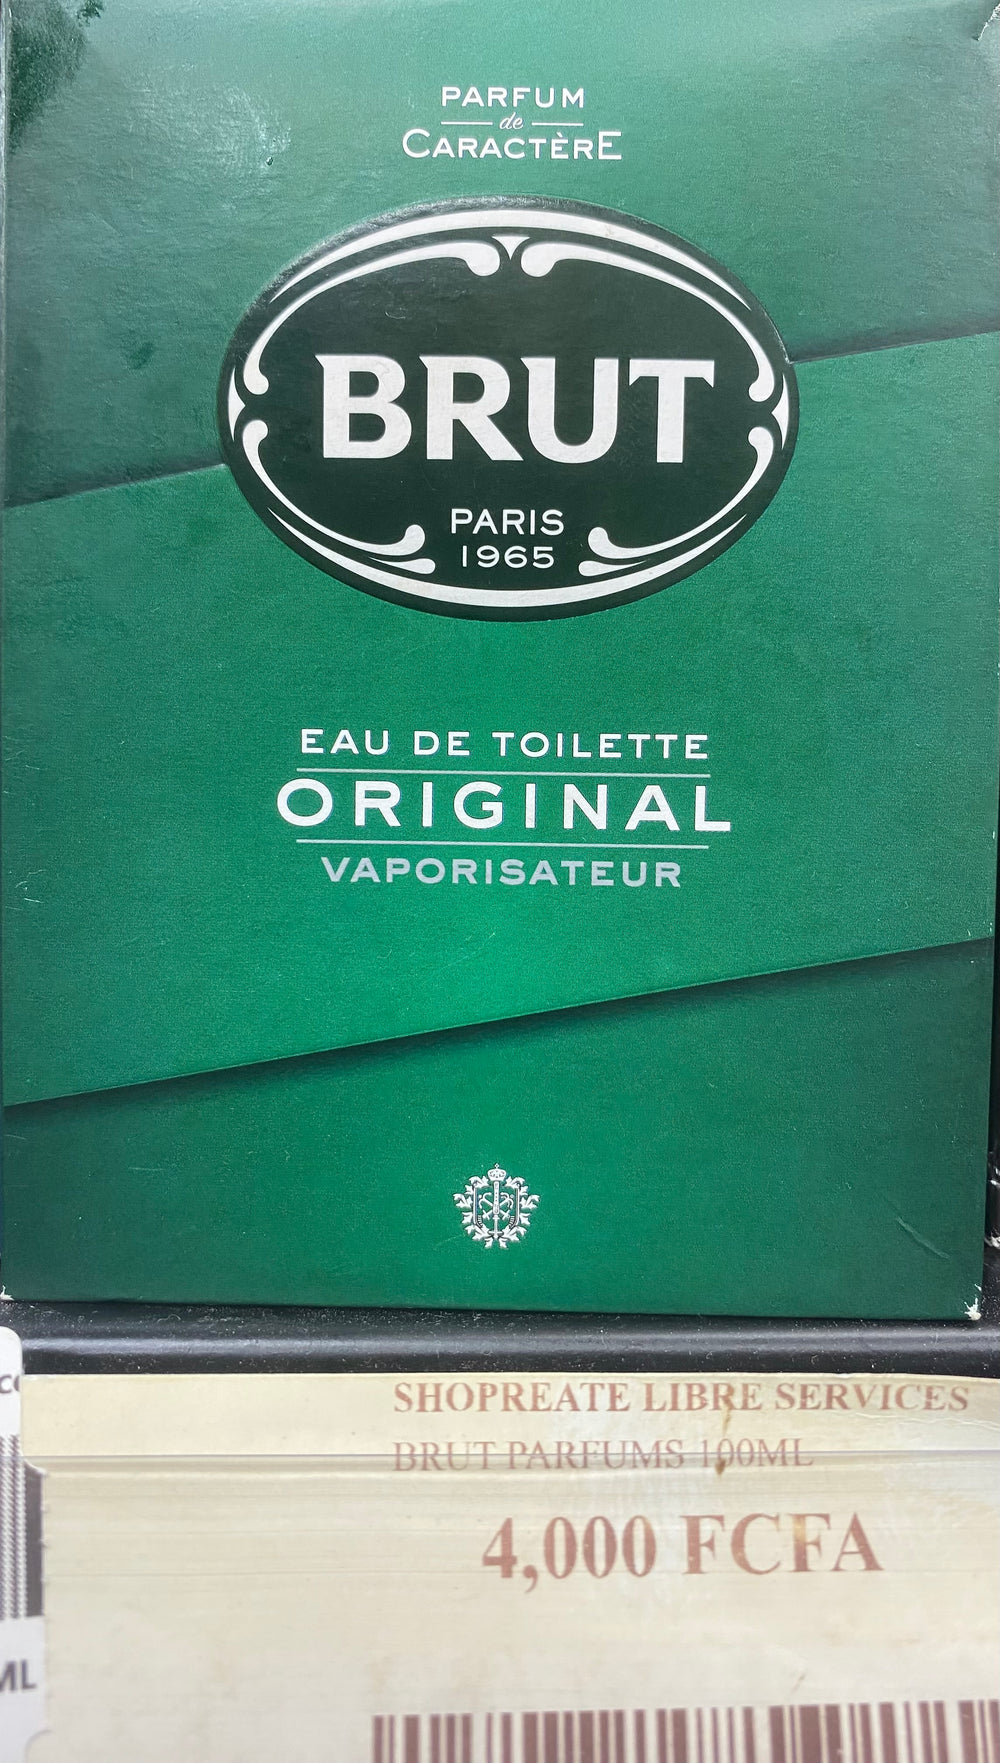 PARFUM
de
CARACTÈRE
BRUT
PARIS
1965
EAU DE TOILETTE
ORIGINAL
VAPORISATEUR
SHOPREATE LIBRE SERVICES
BRUT PARFUMS 100ML
4,000 FCFA
ML